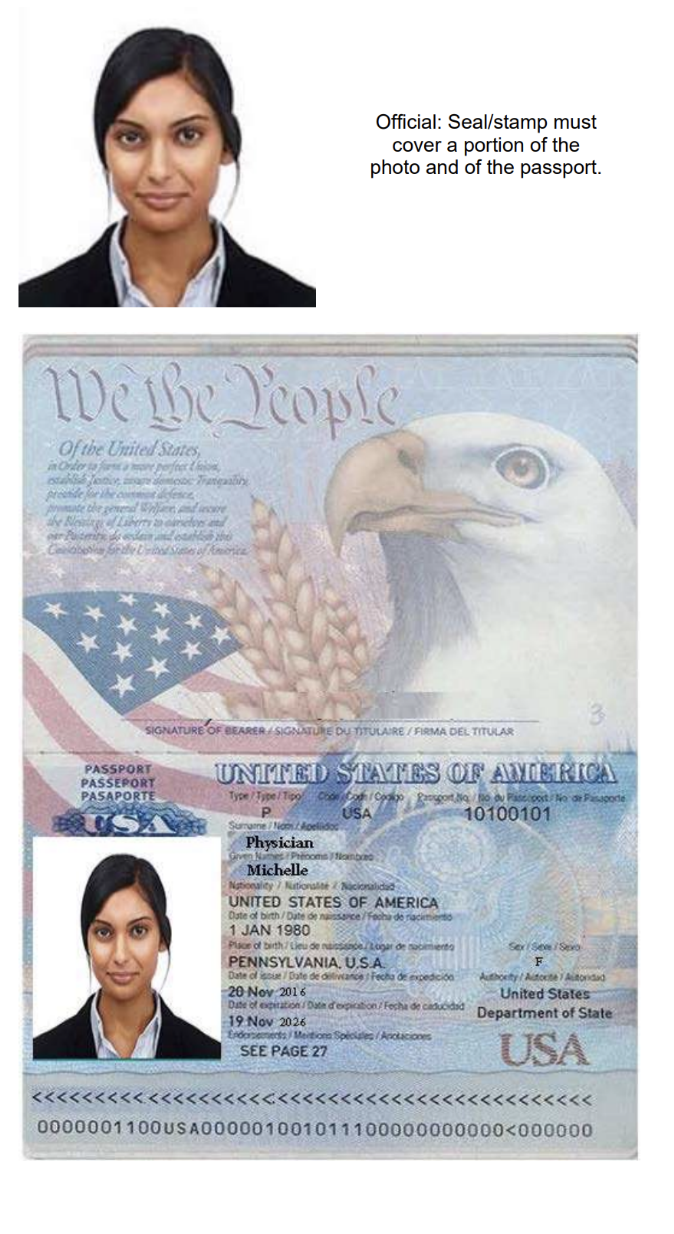 Official: Seal/stamp must
cover a portion of the
photo and of the passport.
We the People
Of the United States,
in Order to form a more perfect Union,
establish Justice, insure domestic Tranquility,
provide for the common defence,
promote the general Welfare, and secure
the Blessings of Liberty to ourselves and
our Posterity, do ordain and establish this
Constitution for the United States of America.
3
SIGNATURE OF BEARER / SIGNATURE DU TITULAIRE / FIRMA DEL TITULAR
PASSPORT
PASSEPORT
PASAPORTE
USA
UNITED STATES OF AMERICA
Type / Type / Tipo Code / Code / Codigo Passport No. / No. du Passeport / No. de Pasaporte
P USA 10100101
Surname / Nom / Apellidos
Physician
Given Names / Prénoms / Nombres
Michelle
Nationality / Nationalité / Nacionalidad
UNITED STATES OF AMERICA
Date of birth / Date de naissance / Fecha de nacimiento
1 JAN 1980
Place of birth / Lieu de naissance / Lugar de nacimiento Sex / Sexe / Sexo
PENNSYLVANIA, U.S.A. F
Date of issue / Date de délivrance / Fecha de expedición Authority / Autorité / Autoridad
20 Nov 2016 United States
Date of expiration / Date d'expiration / Fecha de caducidad Department of State
19 Nov 2026
Endorsements / Mentions Spéciales / Anotaciones
SEE PAGE 27 USA
<<<<<<<<<<<<<<<<<<<<<<<<<<<<<<<<<<<<<<<<<<<<
0000001100USA00000100101110000000000<000000